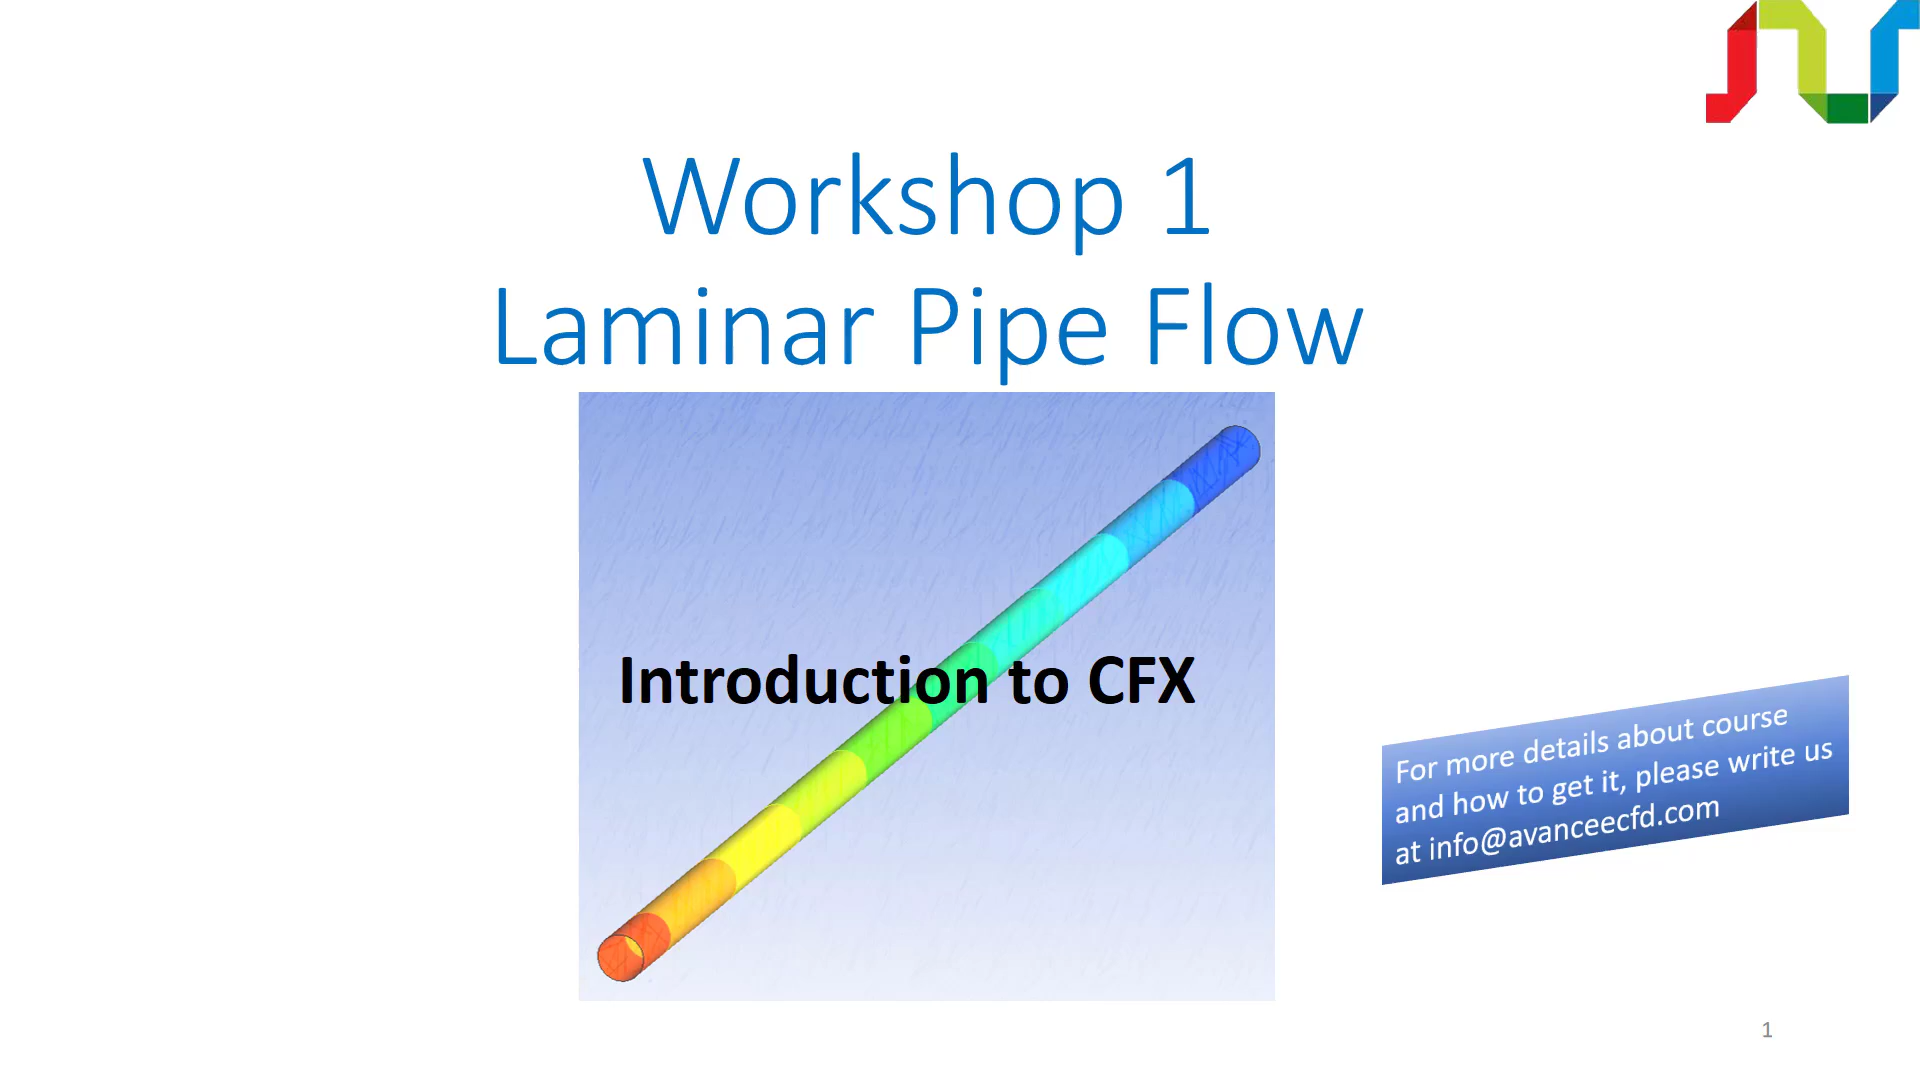 Workshop 1
Laminar Pipe Flow
Introduction to CFX
For more details about course
and how to get it, please write us
at info@avanceecfd.com
1